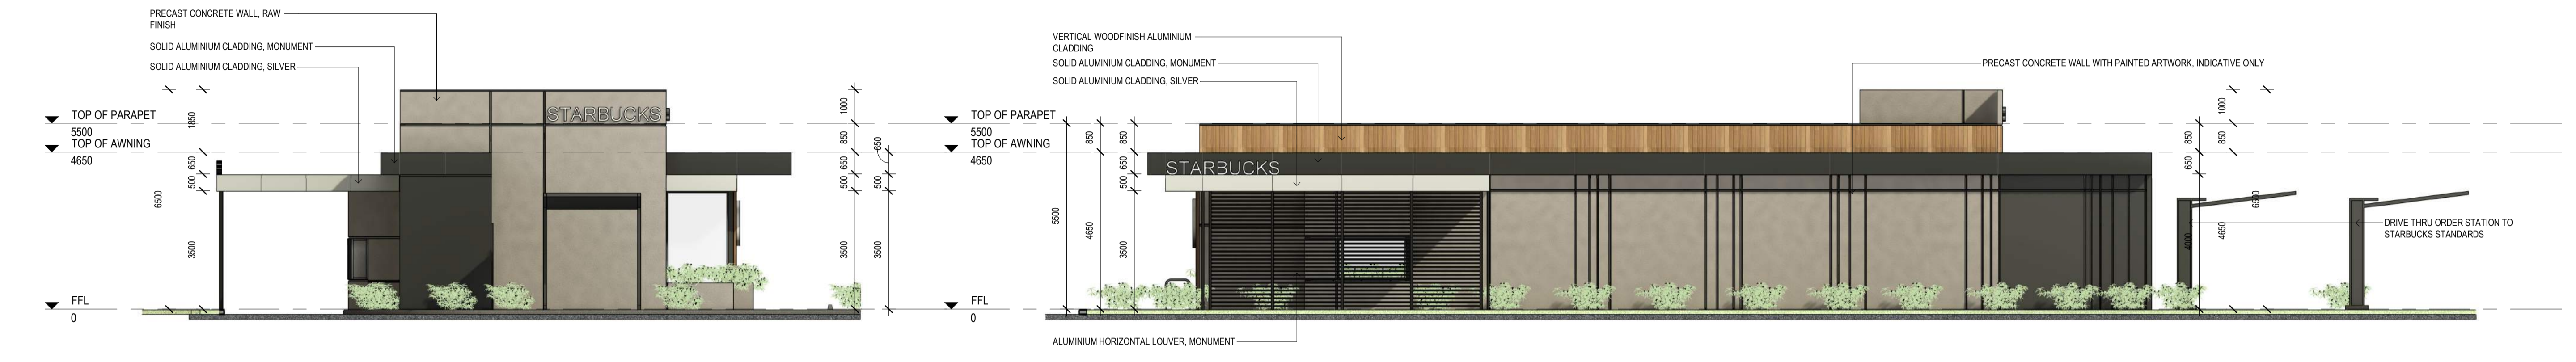 PRECAST CONCRETE WALL, RAW
FINISH
SOLID ALUMINIUM CLADDING, MONUMENT
SOLID ALUMINIUM CLADDING, SILVER
TOP OF PARAPET
5500
TOP OF AWNING
4650
FFL
0
6500
1850
650
500
3500
STARBUCKS
1000
850
650
500
3500
650
500
3500
VERTICAL WOODFINISH ALUMINIUM
CLADDING
SOLID ALUMINIUM CLADDING, MONUMENT
SOLID ALUMINIUM CLADDING, SILVER
TOP OF PARAPET
5500
TOP OF AWNING
4650
FFL
0
5500
850
4650
850
650
500
3500
STARBUCKS
ALUMINIUM HORIZONTAL LOUVER, MONUMENT
PRECAST CONCRETE WALL WITH PAINTED ARTWORK, INDICATIVE ONLY
850
650
4000
1000
850
4650
6500
DRIVE THRU ORDER STATION TO
STARBUCKS STANDARDS